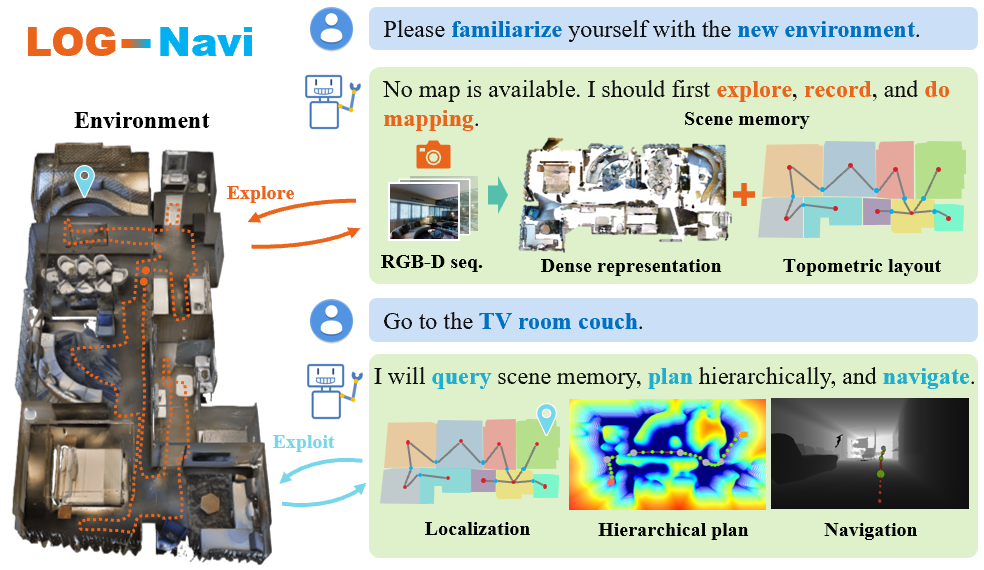 LOG-Navi
Please familiarize yourself with the new environment.
No map is available. I should first explore, record, and do
mapping.
Scene memory
Environment
Explore
RGB-D seq.
Dense representation
Topometric layout
Go to the TV room couch.
I will query scene memory, plan hierarchically, and navigate.
Exploit
Localization
Hierarchical plan
Navigation